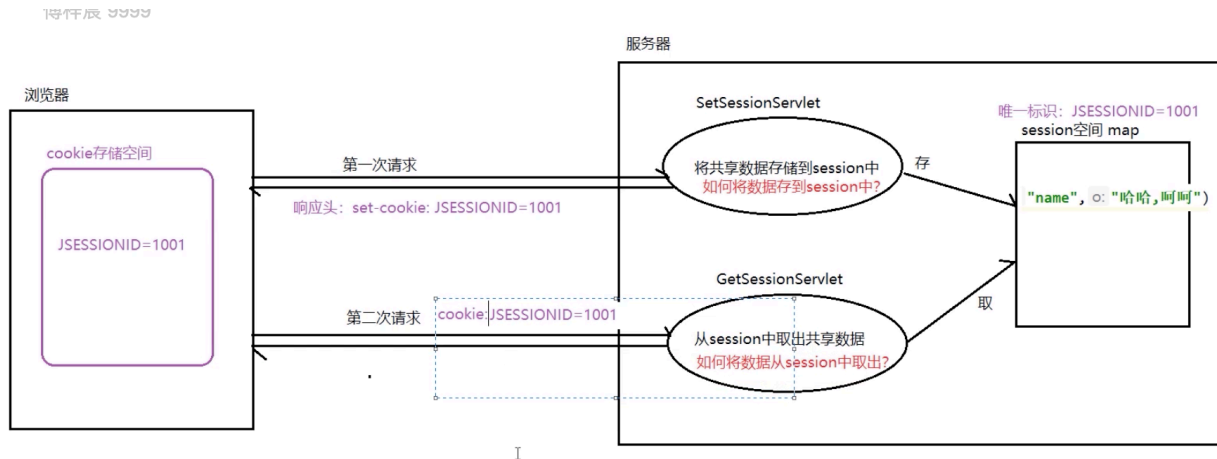 服务器
浏览器
SetSessionServlet
唯一标识：JSESSIONID=1001
session空间 map
cookie存储空间
第一次请求
将共享数据存储到session中
如何将数据存到session中?
存
"name", o: "哈哈,呵呵")
响应头：set-cookie: JSESSIONID=1001
JSESSIONID=1001
GetSessionServlet
第二次请求
cookie:JSESSIONID=1001
取
从session中取出共享数据
如何将数据从session中取出?